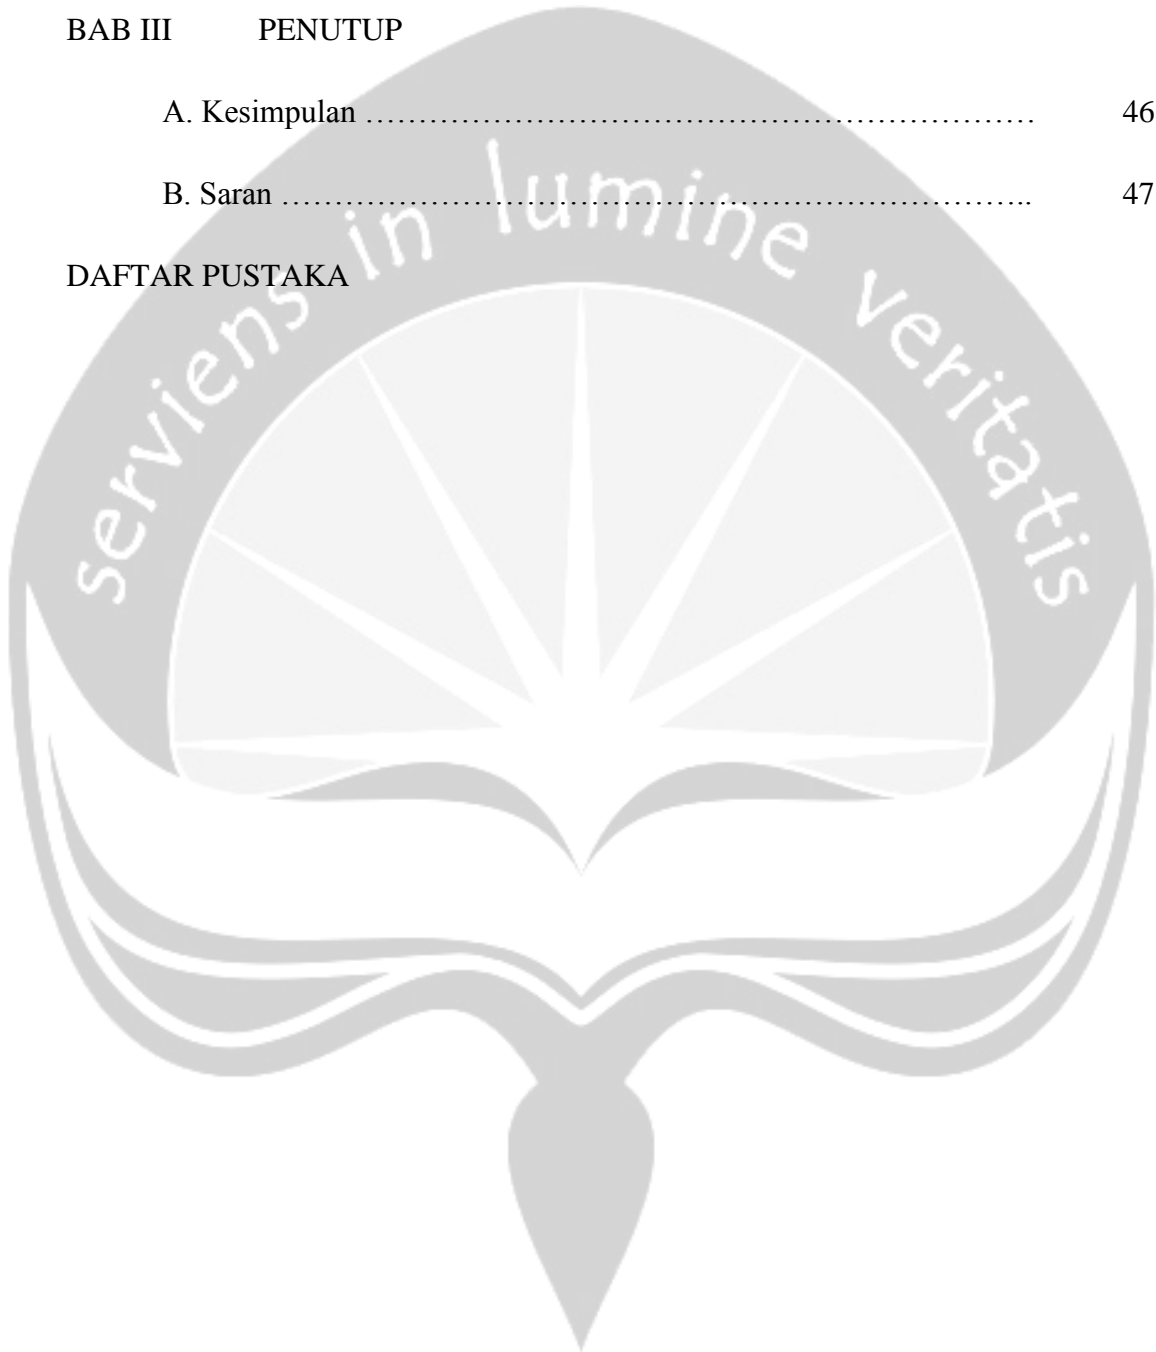 BAB III PENUTUP
A. Kesimpulan ……………………………………………………… 46
B. Saran …………………………………………………………….. 47
DAFTAR PUSTAKA
serviens in lumine veritatis